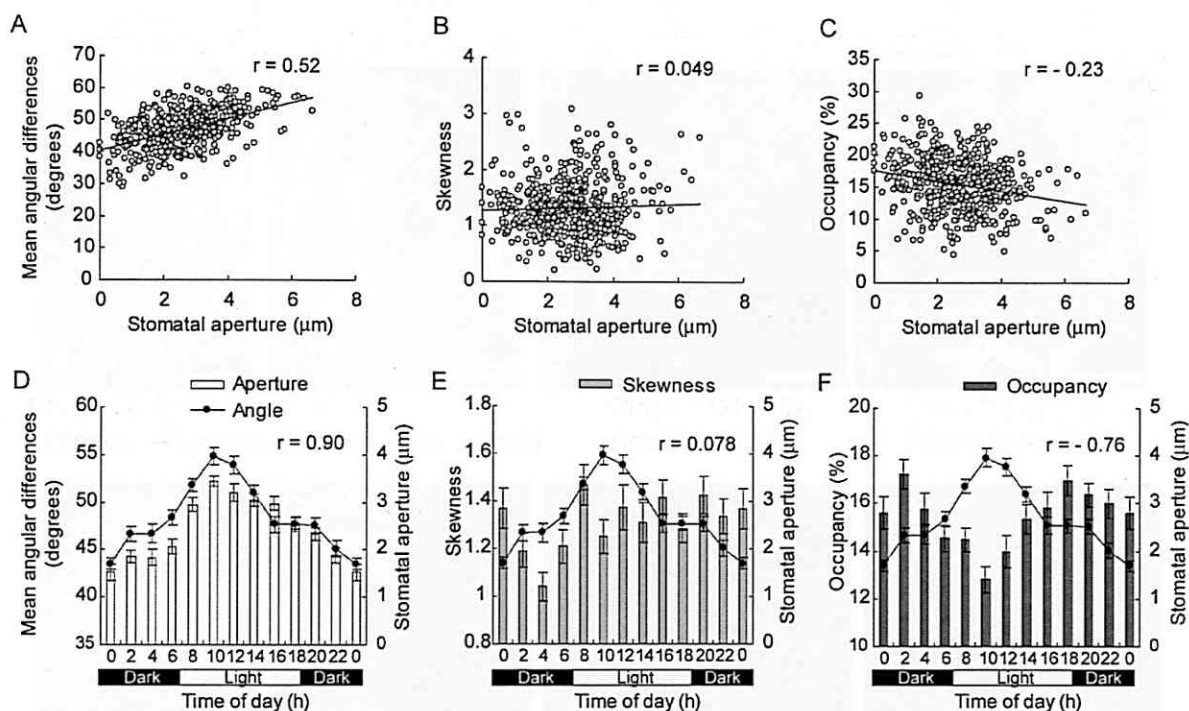 A
r = 0.52
70
60
50
40
30
20
10
0
0 2 4 6 8
Mean angular differences
(degrees)
Stomatal aperture (μm)
B
r = 0.049
4
3
2
1
0
0 2 4 6 8
Skewness
Stomatal aperture (μm)
C
r = - 0.23
35
30
25
20
15
10
5
0
0 2 4 6 8
Occupancy (%)
Stomatal aperture (μm)
D
Aperture
Angle
r = 0.90
60
55
50
45
40
35
5
4
3
2
1
0
Mean angular differences
(degrees)
Stomatal aperture (μm)
0 2 4 6 8 10 12 14 16 18 20 22 0
Dark Light Dark
Time of day (h)
E
Skewness
r = 0.078
1.8
1.6
1.4
1.2
1
0.8
5
4
3
2
1
0
Skewness
Stomatal aperture (μm)
0 2 4 6 8 10 12 14 16 18 20 22 0
Dark Light Dark
Time of day (h)
F
Occupancy
r = - 0.76
20
18
16
14
12
10
5
4
3
2
1
0
Occupancy (%)
Stomatal aperture (μm)
0 2 4 6 8 10 12 14 16 18 20 22 0
Dark Light Dark
Time of day (h)